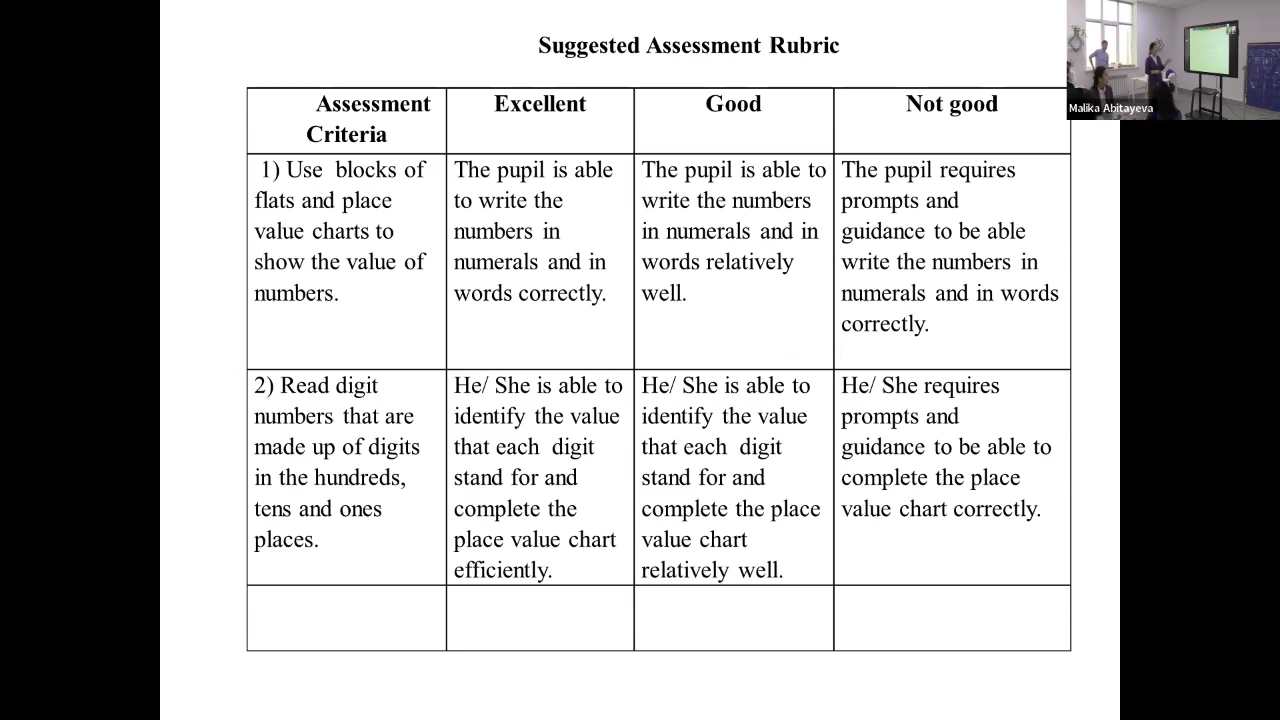 Suggested Assessment Rubric
Assessment
Criteria
Excellent
Good
Not good
1) Use blocks of
flats and place
value charts to
show the value of
numbers.
The pupil is able
to write the
numbers in
numerals and in
words correctly.
The pupil is able to
write the numbers
in numerals and in
words relatively
well.
The pupil requires
prompts and
guidance to be able
write the numbers in
numerals and in words
correctly.
2) Read digit
numbers that are
made up of digits
in the hundreds,
tens and ones
places.
He/ She is able to
identify the value
that each digit
stand for and
complete the
place value chart
efficiently.
He/ She is able to
identify the value
that each digit
stand for and
complete the place
value chart
relatively well.
He/ She requires
prompts and
guidance to be able to
complete the place
value chart correctly.
Malika Abitayeva